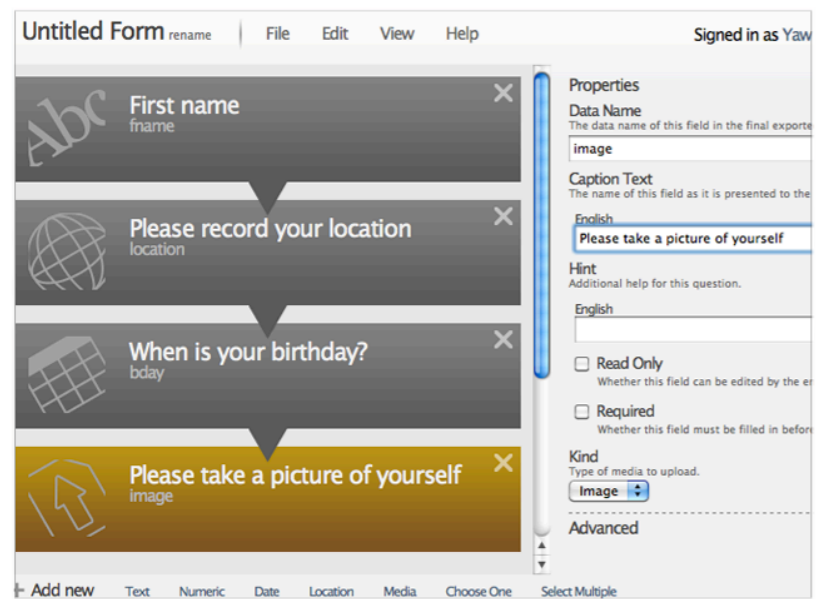 Untitled Form rename File Edit View Help Signed in as Yaw
Abc
First name
fname
Please record your location
location
When is your birthday?
bday
Please take a picture of yourself
image
Properties
Data Name
The data name of this field in the final exporte
image
Caption Text
The name of this field as it is presented to the
English
Please take a picture of yourself
Hint
Additional help for this question.
English
Read Only
Whether this field can be edited by the e
Required
Whether this field must be filled in befor
Kind
Type of media to upload.
Image
Advanced
+ Add new Text Numeric Date Location Media Choose One Select Multiple